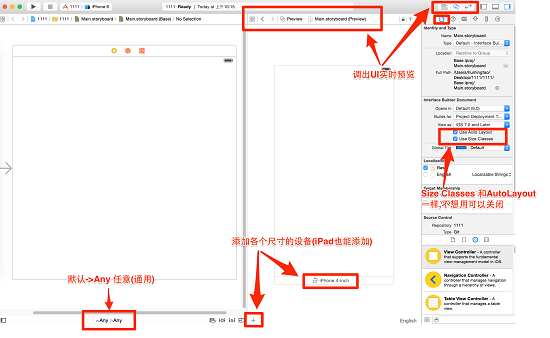 1111 iPhone 6
1111: Ready Today at 上午10:15
1111 1111 Main.storyboard Main.storyboard (Base) No Selection
Preview Main.storyboard (Preview)
调出UI实时预览
Identity and Type
Name Main.storyboard
Type Default - Interface Buil...
Location Relative to Group
Base.lproj/
Main.storyboard
Full Path /Users/humingtao/
Desktop/1111/1111/
Base.lproj/
Main.storyboard
Interface Builder Document
Opens in Default (6.0)
Builds for Project Deployment T...
View as iOS 7.0 and Later
Use Auto Layout
Use Size Classes
Global Tint Default
Localization
Base
English Localizable Strings
Size Classes 和AutoLayout
一样,不想用可以关闭
Target Membership
Source Control
Repository 1111
Type Git
添加各个尺寸的设备(iPad也能添加)
iPhone 4-inch
默认->Any 任意(通用)
wAny hAny
+
English
View Controller - A controller
that supports the fundamental
view-management model in iOS.
Navigation Controller - A
controller that manages navigation
through a hierarchy of views.
Table View Controller - A
controller that manages a table
view.